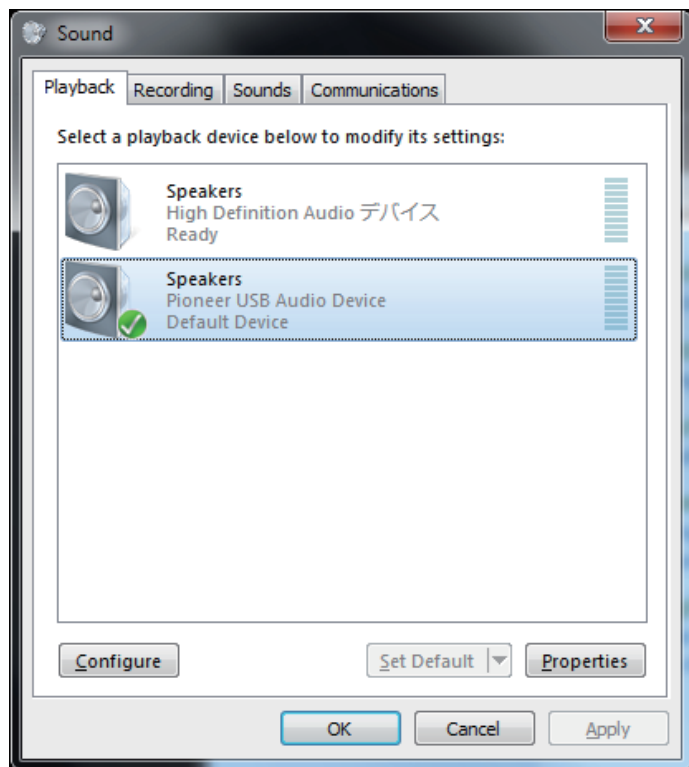 Sound
Playback Recording Sounds Communications
Select a playback device below to modify its settings:
Speakers
High Definition Audio デバイス
Ready
Speakers
Pioneer USB Audio Device
Default Device
Configure Set Default Properties
OK Cancel Apply